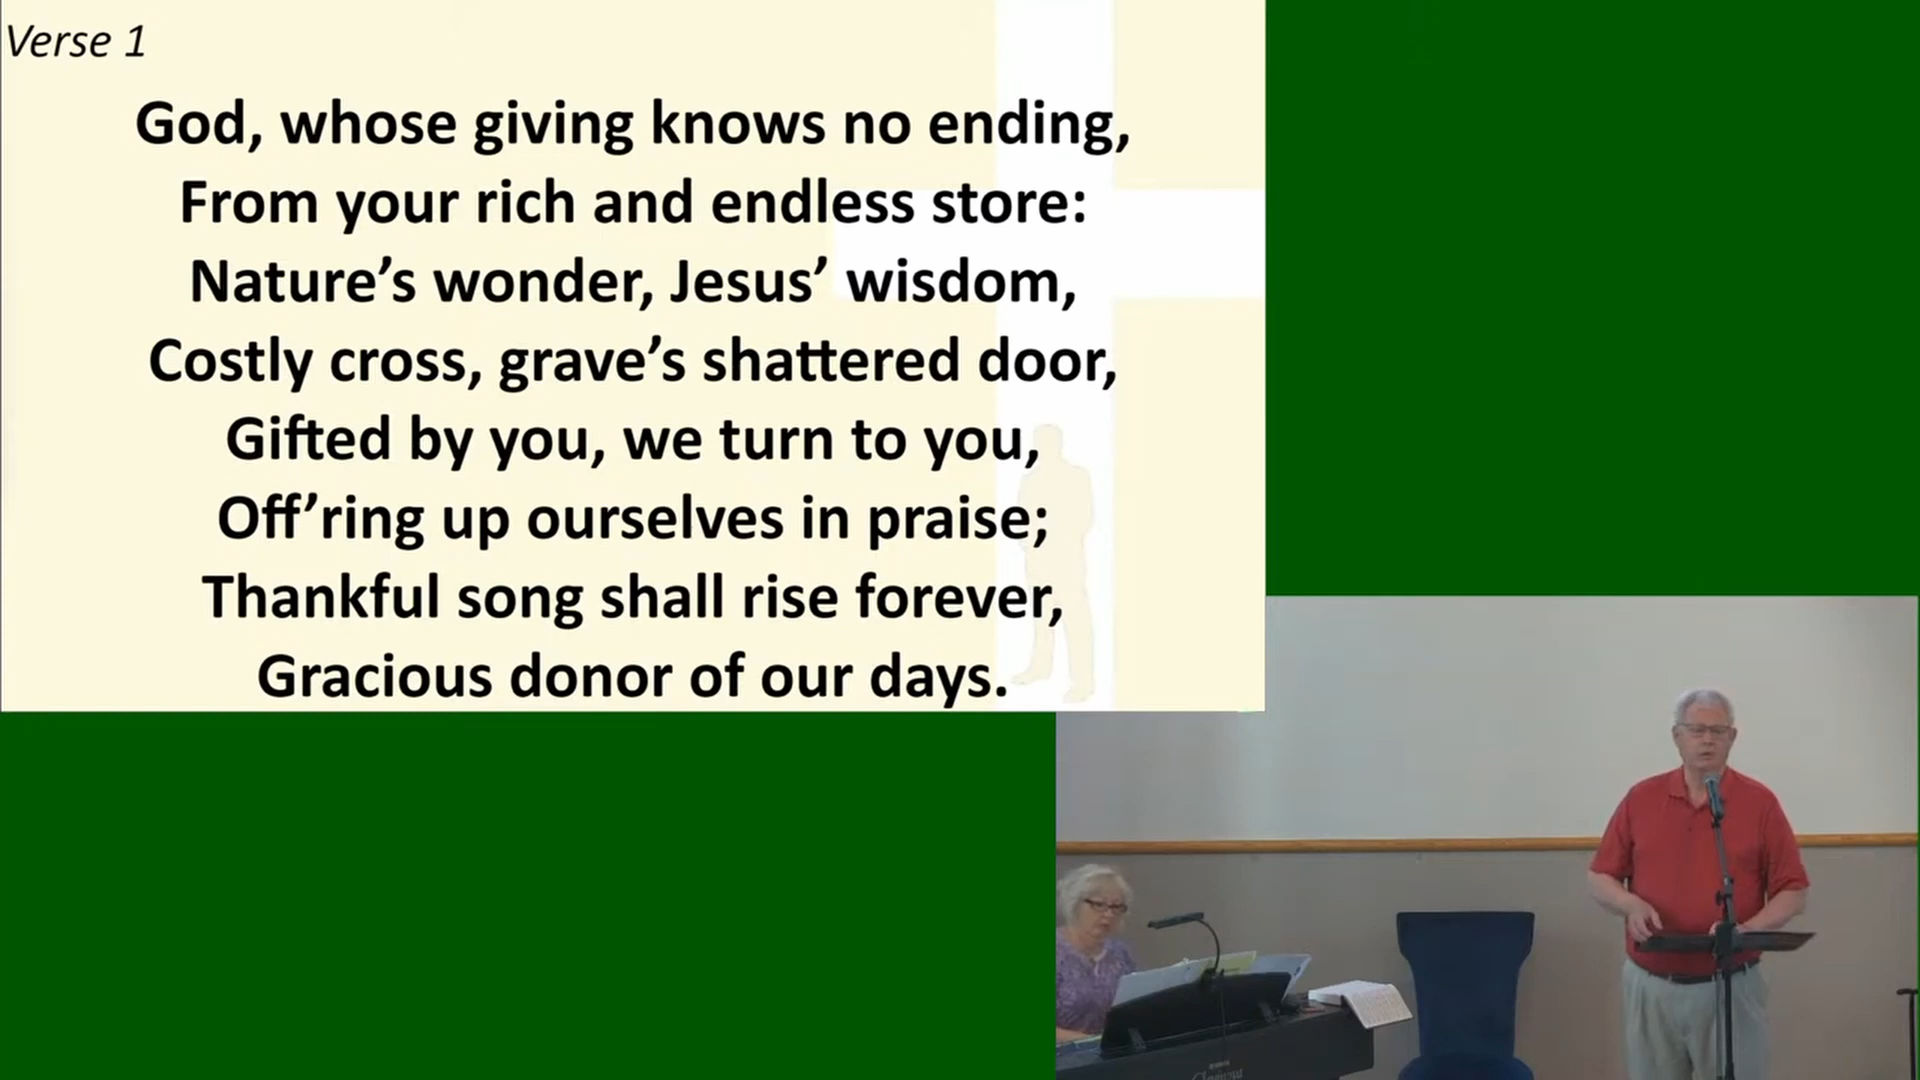 Verse 1
God, whose giving knows no ending,
From your rich and endless store:
Nature’s wonder, Jesus’ wisdom,
Costly cross, grave’s shattered door,
Gifted by you, we turn to you,
Off’ring up ourselves in praise;
Thankful song shall rise forever,
Gracious donor of our days.